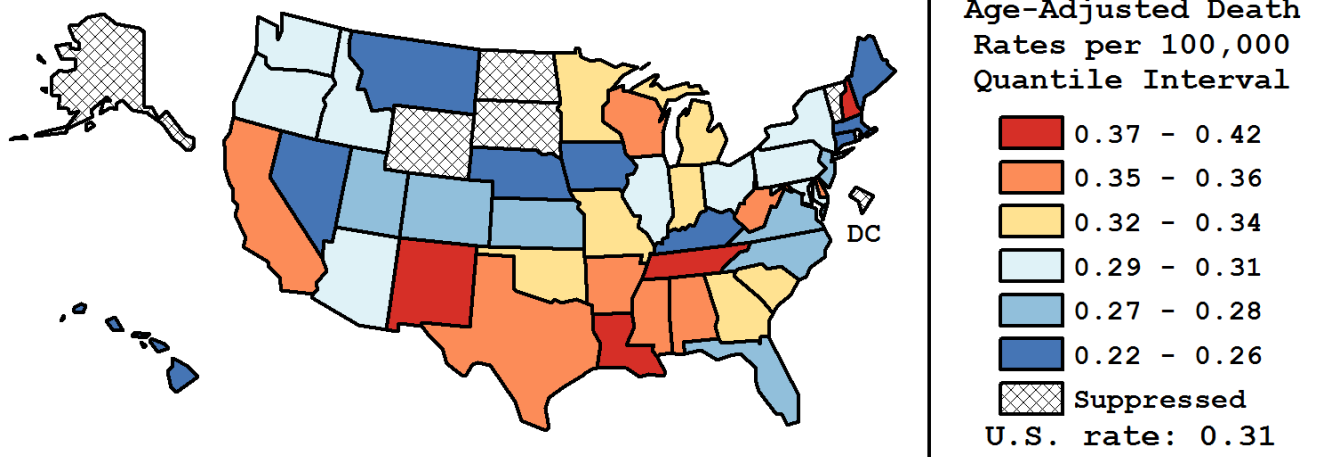 Age-Adjusted Death
Rates per 100,000
Quantile Interval
0.37 - 0.42
0.35 - 0.36
0.32 - 0.34
0.29 - 0.31
0.27 - 0.28
0.22 - 0.26
Suppressed
U.S. rate: 0.31
DC